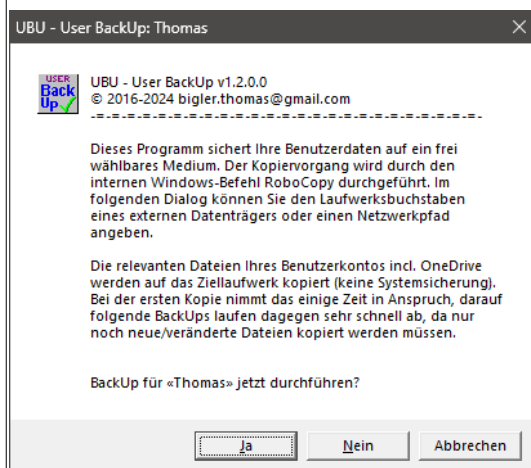 UBU - User BackUp: Thomas
USER
Back
Up
UBU - User BackUp v1.2.0.0
© 2016-2024 bigler.thomas@gmail.com
-=-=-=-=-=-=-=-=-=-=-=-=-=-=-=-=-=-=-=-=-=-=-=-
Dieses Programm sichert Ihre Benutzerdaten auf ein frei
wählbares Medium. Der Kopiervorgang wird durch den
internen Windows-Befehl RoboCopy durchgeführt. Im
folgenden Dialog können Sie den Laufwerksbuchstaben
eines externen Datenträgers oder einen Netzwerkpfad
angeben.
Die relevanten Dateien Ihres Benutzerkontos incl. OneDrive
werden auf das Ziellaufwerk kopiert (keine Systemsicherung).
Bei der ersten Kopie nimmt das einige Zeit in Anspruch, darauf
folgende BackUps laufen dagegen sehr schnell ab, da nur
noch neue/veränderte Dateien kopiert werden müssen.
BackUp für «Thomas» jetzt durchführen?
Ja
Nein
Abbrechen